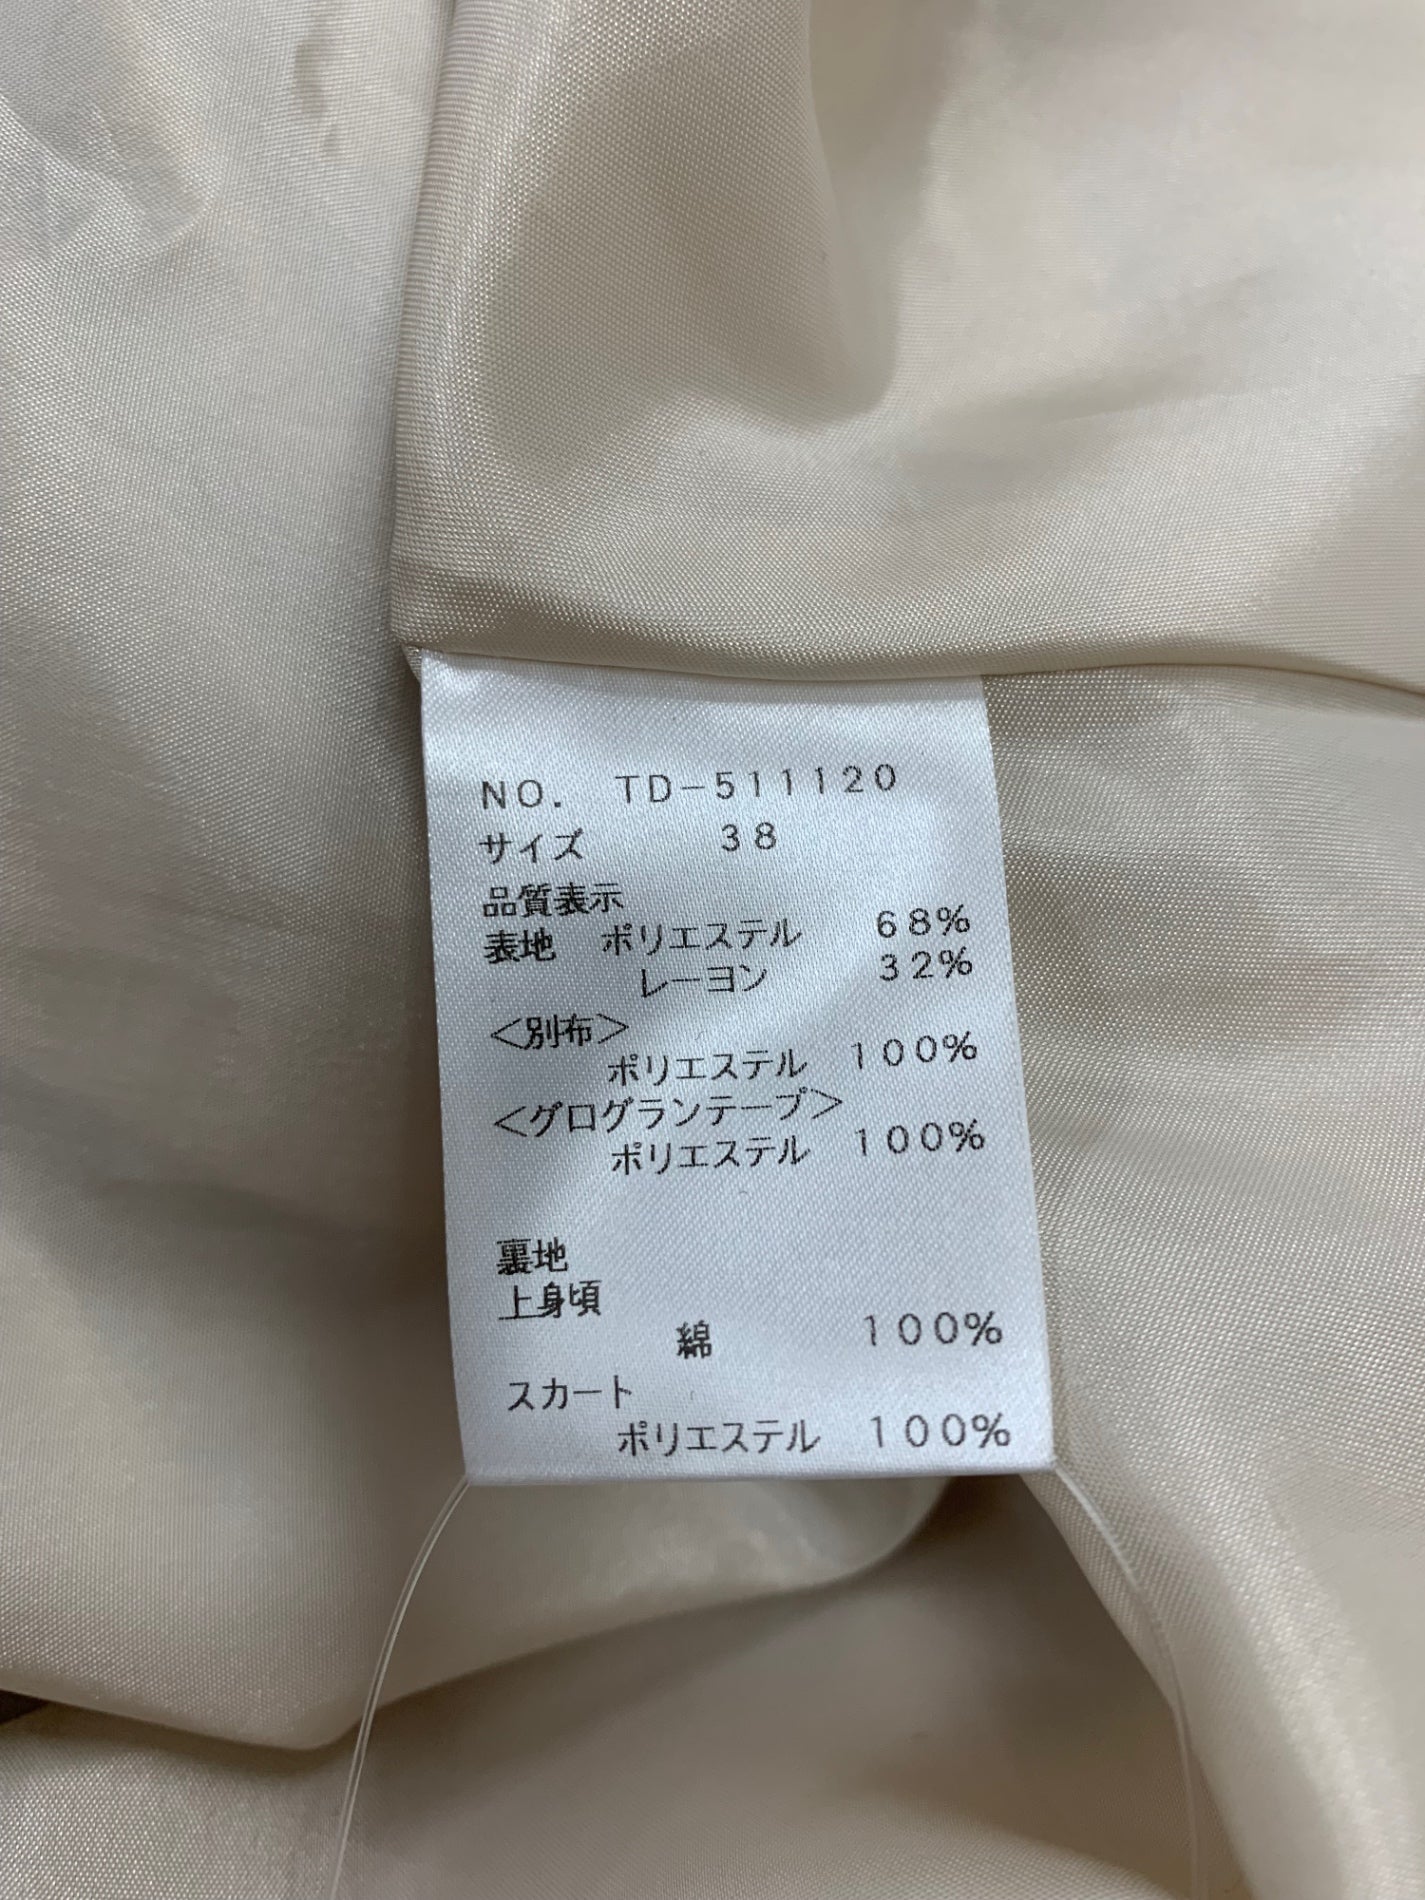 NO. TD-511120
サイズ 38
品質表示
表地 ポリエステル 68%
レーヨン 32%
<別布>
ポリエステル 100%
<グログランテープ>
ポリエステル 100%
裏地
上身頃
綿 100%
スカート
ポリエステル 100%